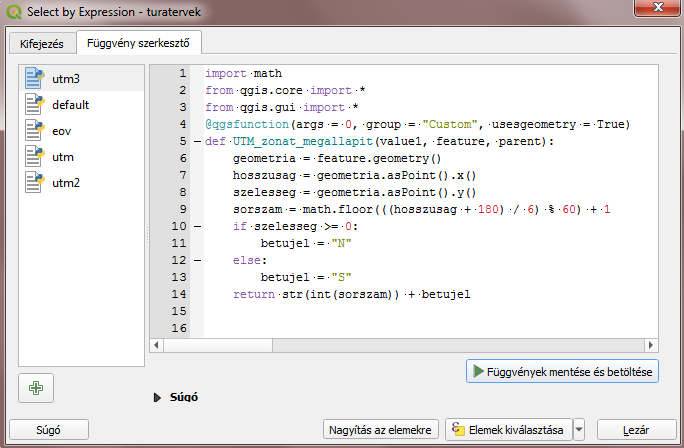 Select by Expression - turatervek
Kifejezés
Függvény szerkesztő
utm3
default
eov
utm
utm2
1 import math
2 from qgis.core import *
3 from qgis.gui import *
4 @qgsfunction(args = 0, group = "Custom", usesgeometry = True)
5 def UTM_zonat_megallapit(value1, feature, parent):
6 geometria = feature.geometry()
7 hosszusag = geometria.asPoint().x()
8 szelesseg = geometria.asPoint().y()
9 sorszam = math.floor(((hosszusag + 180) / 6) % 60) + 1
10 if szelesseg >= 0:
11 betujel = "N"
12 else:
13 betujel = "S"
14 return str(int(sorszam)) + betujel
15
16
Függvények mentése és betöltése
Súgó
Súgó
Nagyítás az elemekre
Elemek kiválasztása
Lezár